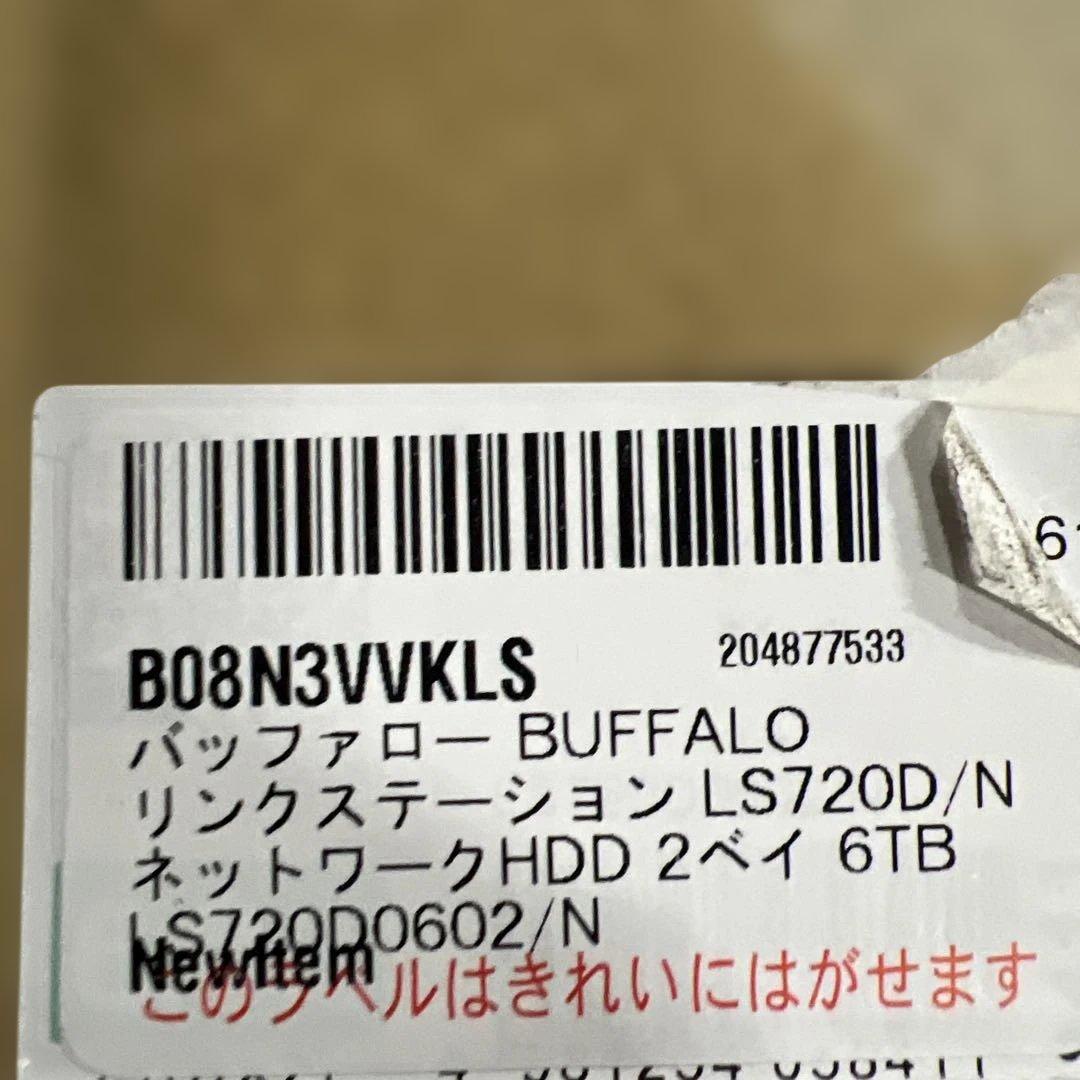 B08N3VVKLS
204877533
バッファロー BUFFALO
リンクステーション LS720D/N
ネットワークHDD 2ベイ 6TB
LS720D0602/N
NewItem
このラベルはきれいにはがせます